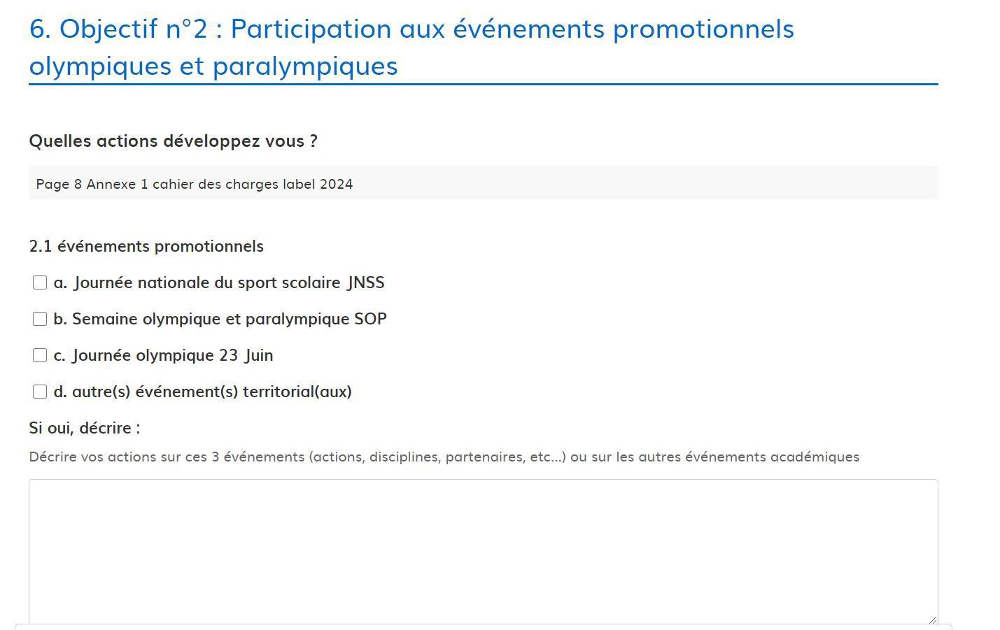 6. Objectif n°2 : Participation aux événements promotionnels
olympiques et paralympiques
Quelles actions développez vous ?
Page 8 Annexe 1 cahier des charges label 2024
2.1 événements promotionnels
a. Journée nationale du sport scolaire JNSS
b. Semaine olympique et paralympique SOP
c. Journée olympique 23 Juin
d. autre(s) événement(s) territorial(aux)
Si oui, décrire :
Décrire vos actions sur ces 3 événements (actions, disciplines, partenaires, etc...) ou sur les autres événements académiques